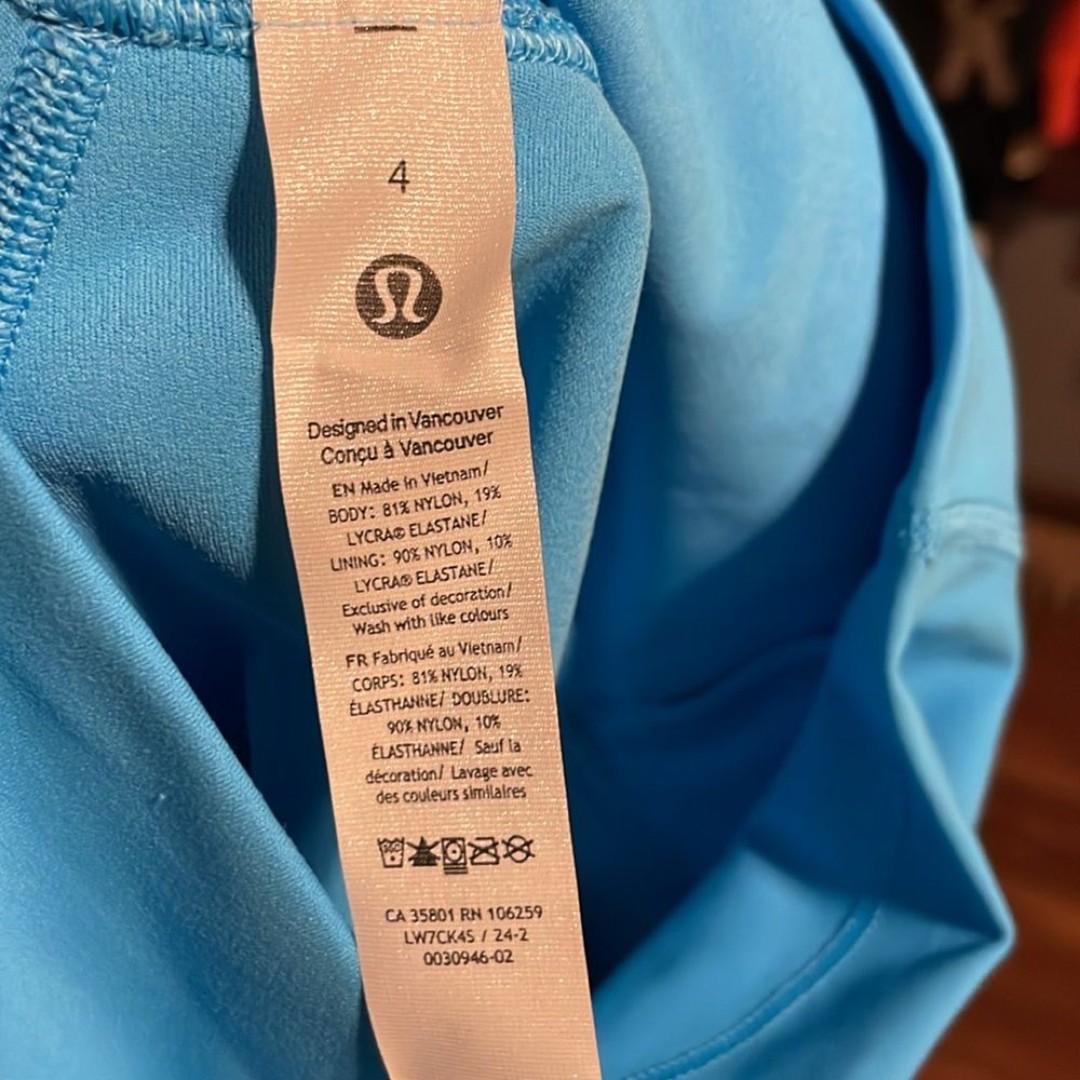 4
Designed in Vancouver
Conçu à Vancouver
EN Made in Vietnam/
BODY: 81% NYLON, 19%
LYCRA® ELASTANE/
LINING: 90% NYLON, 10%
LYCRA® ELASTANE/
Exclusive of decoration/
Wash with like colours
FR Fabriqué au Vietnam/
CORPS: 81% NYLON, 19%
ÉLASTHANNE/ DOUBLURE:
90% NYLON, 10%
ÉLASTHANNE/ Sauf la
décoration/ Lavage avec
des couleurs similaires
CA 35801 RN 106259
LW7CK4S / 24-2
0030946-02